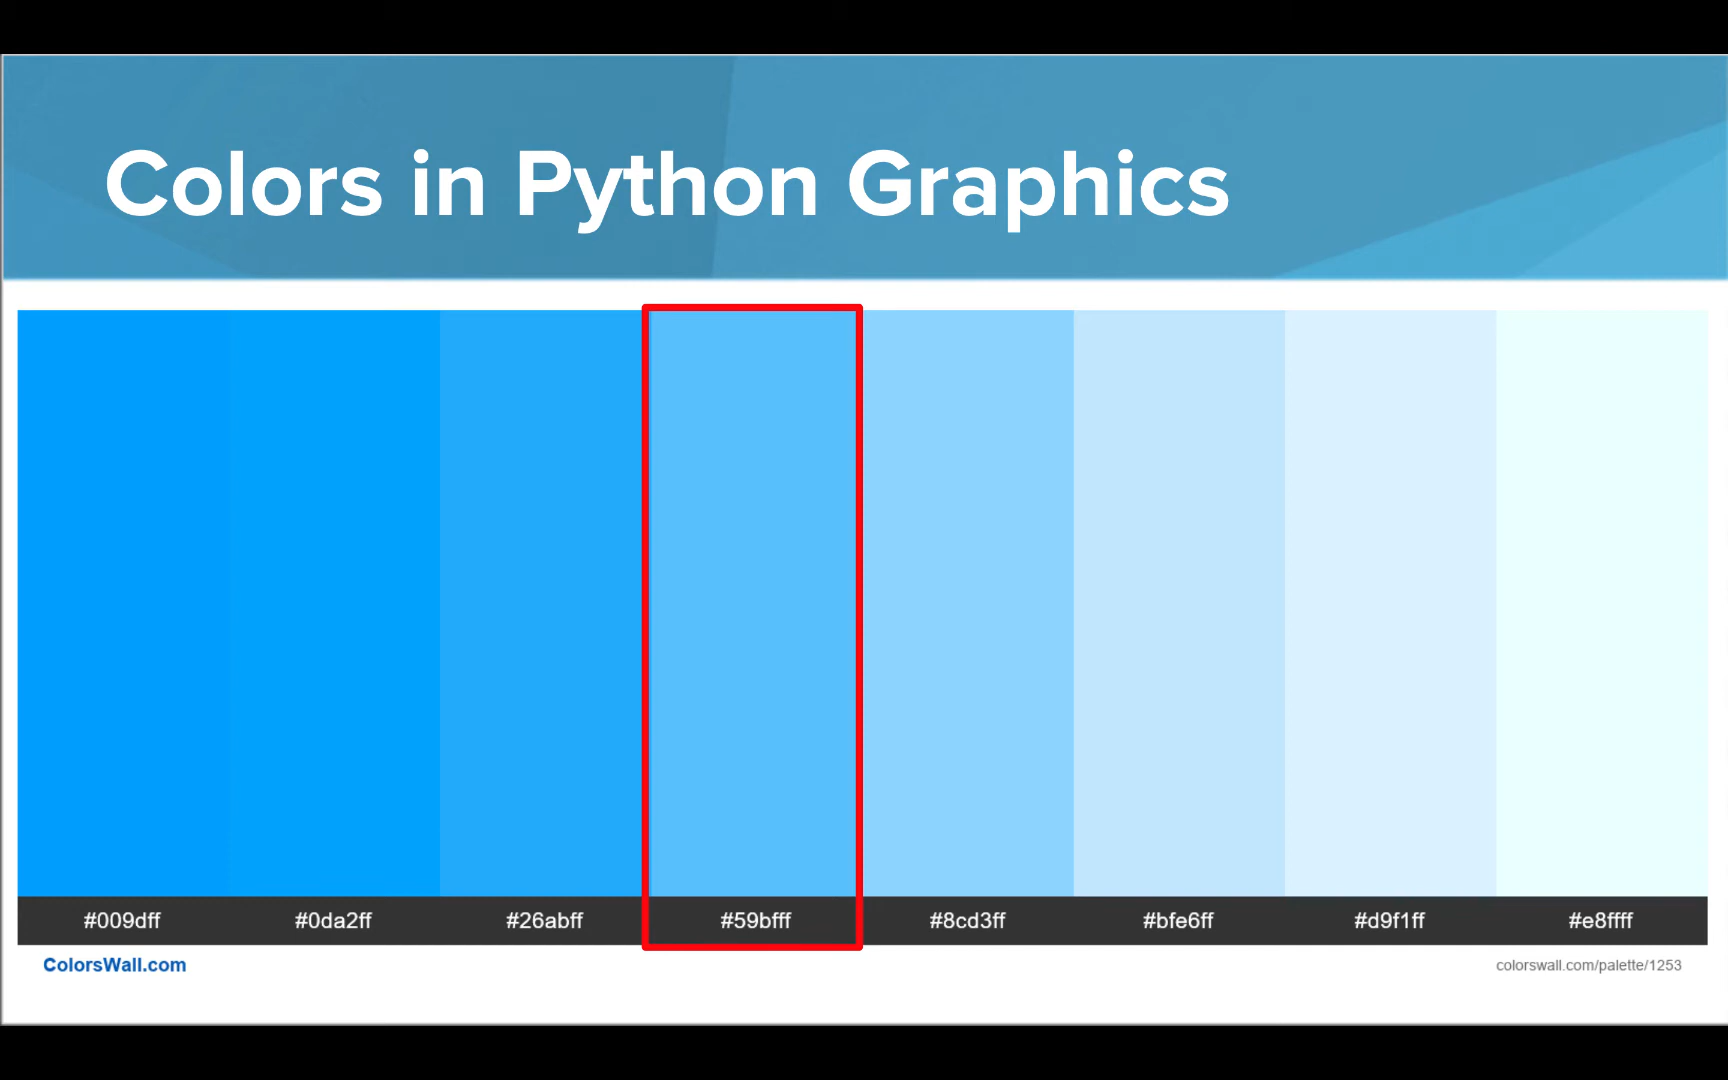 Colors in Python Graphics
#009dff #0da2ff #26abff #59bfff #8cd3ff #bfe6ff #d9f1ff #e8ffff
ColorsWall.com colorswall.com/palette/1253